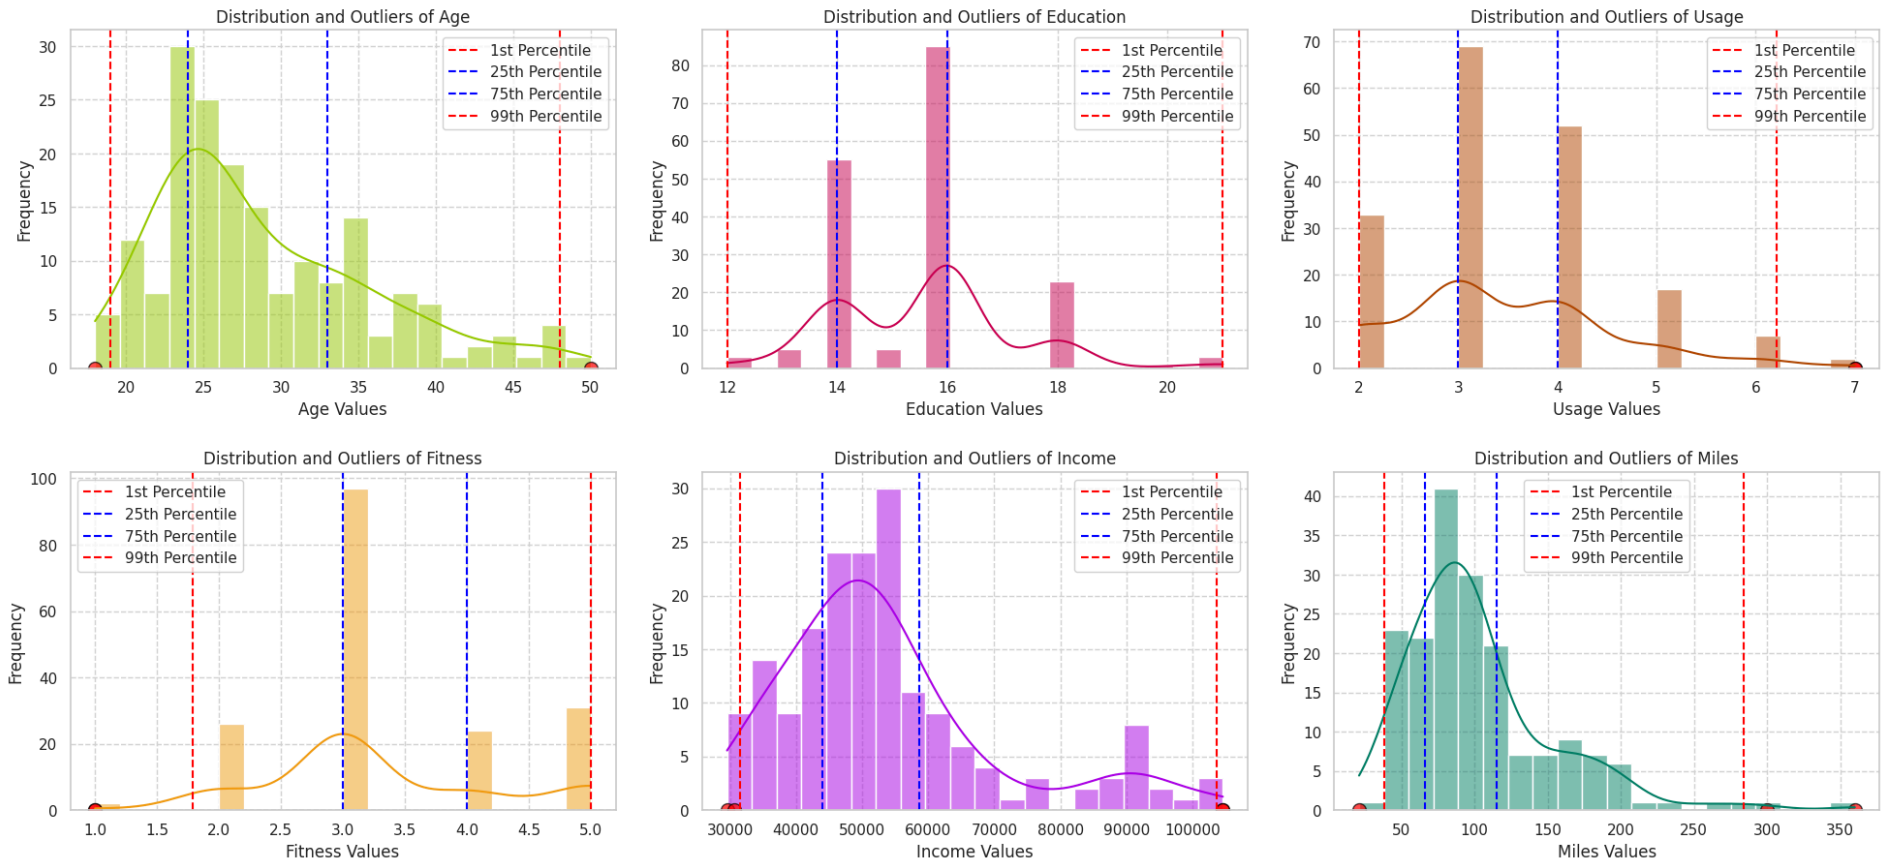 Distribution and Outliers of Age
30
25
20
15
10
5
0
Frequency
1st Percentile
25th Percentile
75th Percentile
99th Percentile
20 25 30 35 40 45 50
Age Values
Distribution and Outliers of Education
80
70
60
50
40
30
20
10
0
Frequency
1st Percentile
25th Percentile
75th Percentile
99th Percentile
12 14 16 18 20
Education Values
Distribution and Outliers of Usage
70
60
50
40
30
20
10
0
Frequency
1st Percentile
25th Percentile
75th Percentile
99th Percentile
2 3 4 5 6 7
Usage Values
Distribution and Outliers of Fitness
100
80
60
40
20
0
Frequency
1st Percentile
25th Percentile
75th Percentile
99th Percentile
1.0 1.5 2.0 2.5 3.0 3.5 4.0 4.5 5.0
Fitness Values
Distribution and Outliers of Income
30
25
20
15
10
5
0
Frequency
1st Percentile
25th Percentile
75th Percentile
99th Percentile
30000 40000 50000 60000 70000 80000 90000 100000
Income Values
Distribution and Outliers of Miles
40
35
30
25
20
15
10
5
0
Frequency
1st Percentile
25th Percentile
75th Percentile
99th Percentile
50 100 150 200 250 300 350
Miles Values